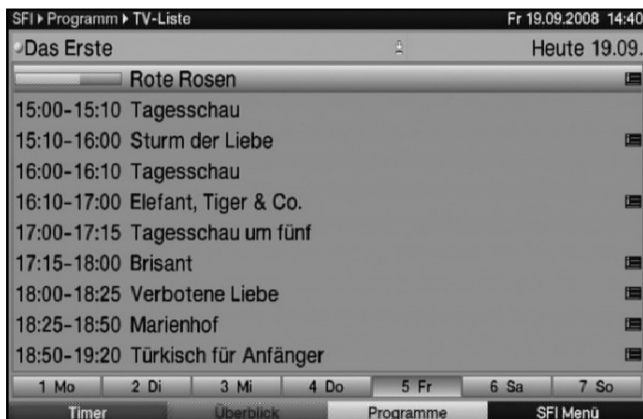 SFI Programm TV-Liste Fr 19.09.2008 14:40
Das Erste Heute 19.09.
Rote Rosen
15:00-15:10 Tagesschau
15:10-16:00 Sturm der Liebe
16:00-16:10 Tagesschau
16:10-17:00 Elefant, Tiger & Co.
17:00-17:15 Tagesschau um fünf
17:15-18:00 Brisant
18:00-18:25 Verbotene Liebe
18:25-18:50 Marienhof
18:50-19:20 Türkisch für Anfänger
1 Mo 2 Di 3 Mi 4 Do 5 Fr 6 Sa 7 So
Timer Überblick Programme SFI Menü